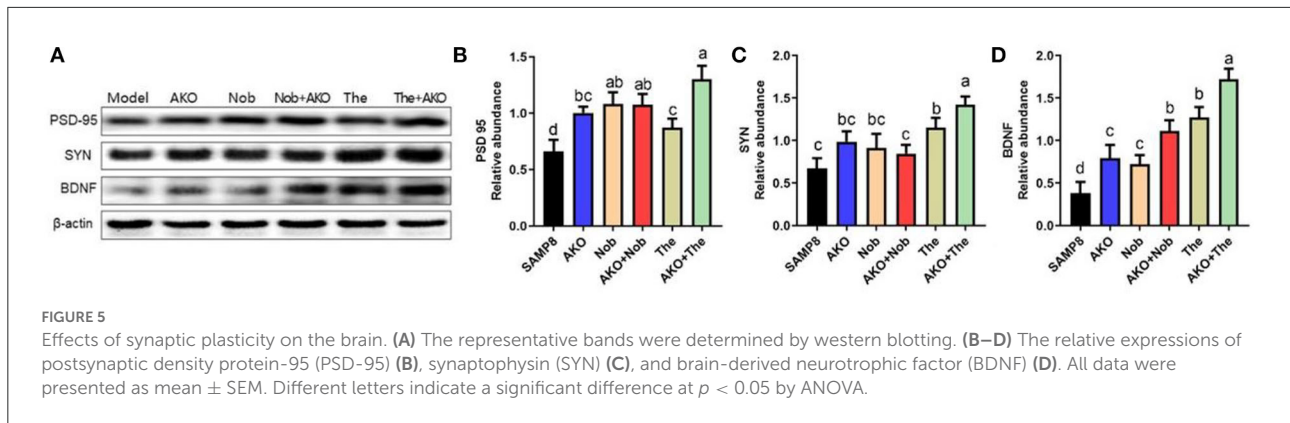 A
Model AKO Nob Nob+AKO The The+AKO
PSD-95
SYN
BDNF
β-actin
B
PSD 95
Relative abundance
1.5
1.0
0.5
0.0
d
bc
ab
ab
c
a
SAMP8
AKO
Nob
AKO+Nob
The
AKO+The
C
SYN
Relative abundance
2.0
1.5
1.0
0.5
0.0
c
bc
bc
c
b
a
SAMP8
AKO
Nob
AKO+Nob
The
AKO+The
D
BDNF
Relative abundance
2.0
1.5
1.0
0.5
0.0
d
c
c
b
b
a
SAMP8
AKO
Nob
AKO+Nob
The
AKO+The
FIGURE 5
Effects of synaptic plasticity on the brain. (A) The representative bands were determined by western blotting. (B–D) The relative expressions of
postsynaptic density protein-95 (PSD-95) (B), synaptophysin (SYN) (C), and brain-derived neurotrophic factor (BDNF) (D). All data were
presented as mean ± SEM. Different letters indicate a significant difference at p < 0.05 by ANOVA.